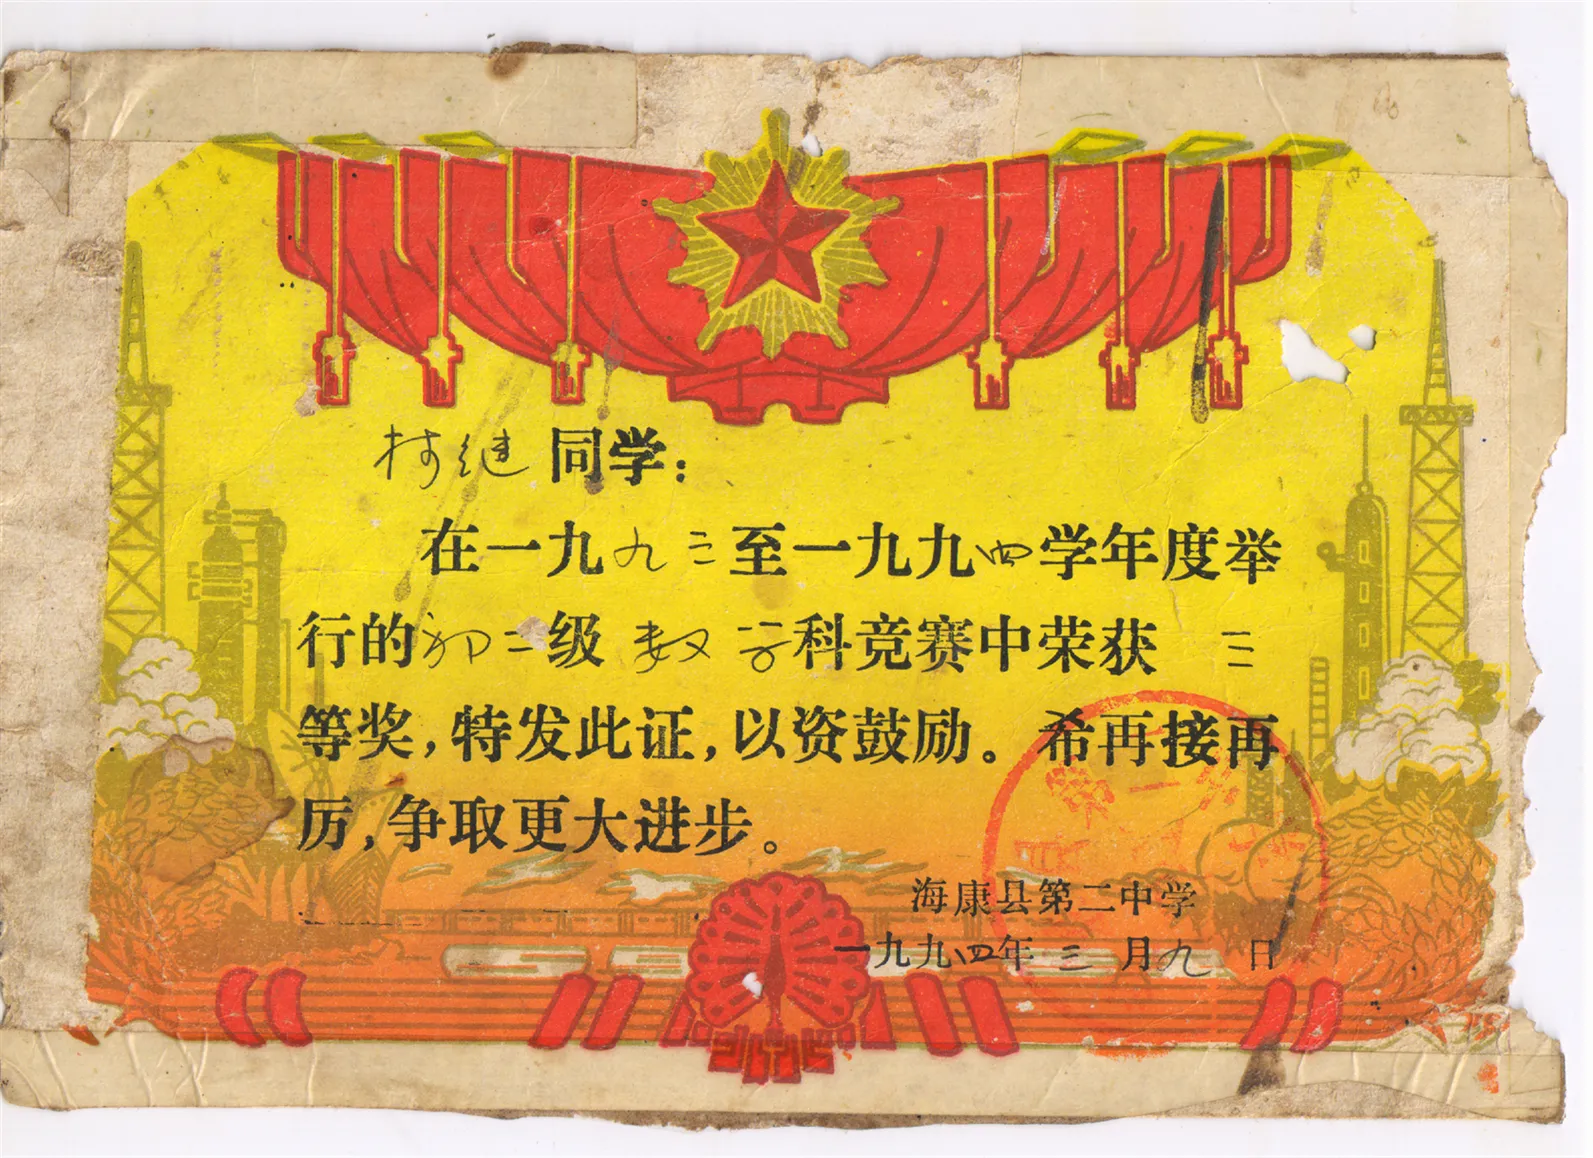 继同学：
在一九九三至一九九四学年度举
行的初二级数学科竞赛中荣获三
等奖，特发此证，以资鼓励。希再接再
厉，争取更大进步。
海康县第二中学
一九九四年三月九日